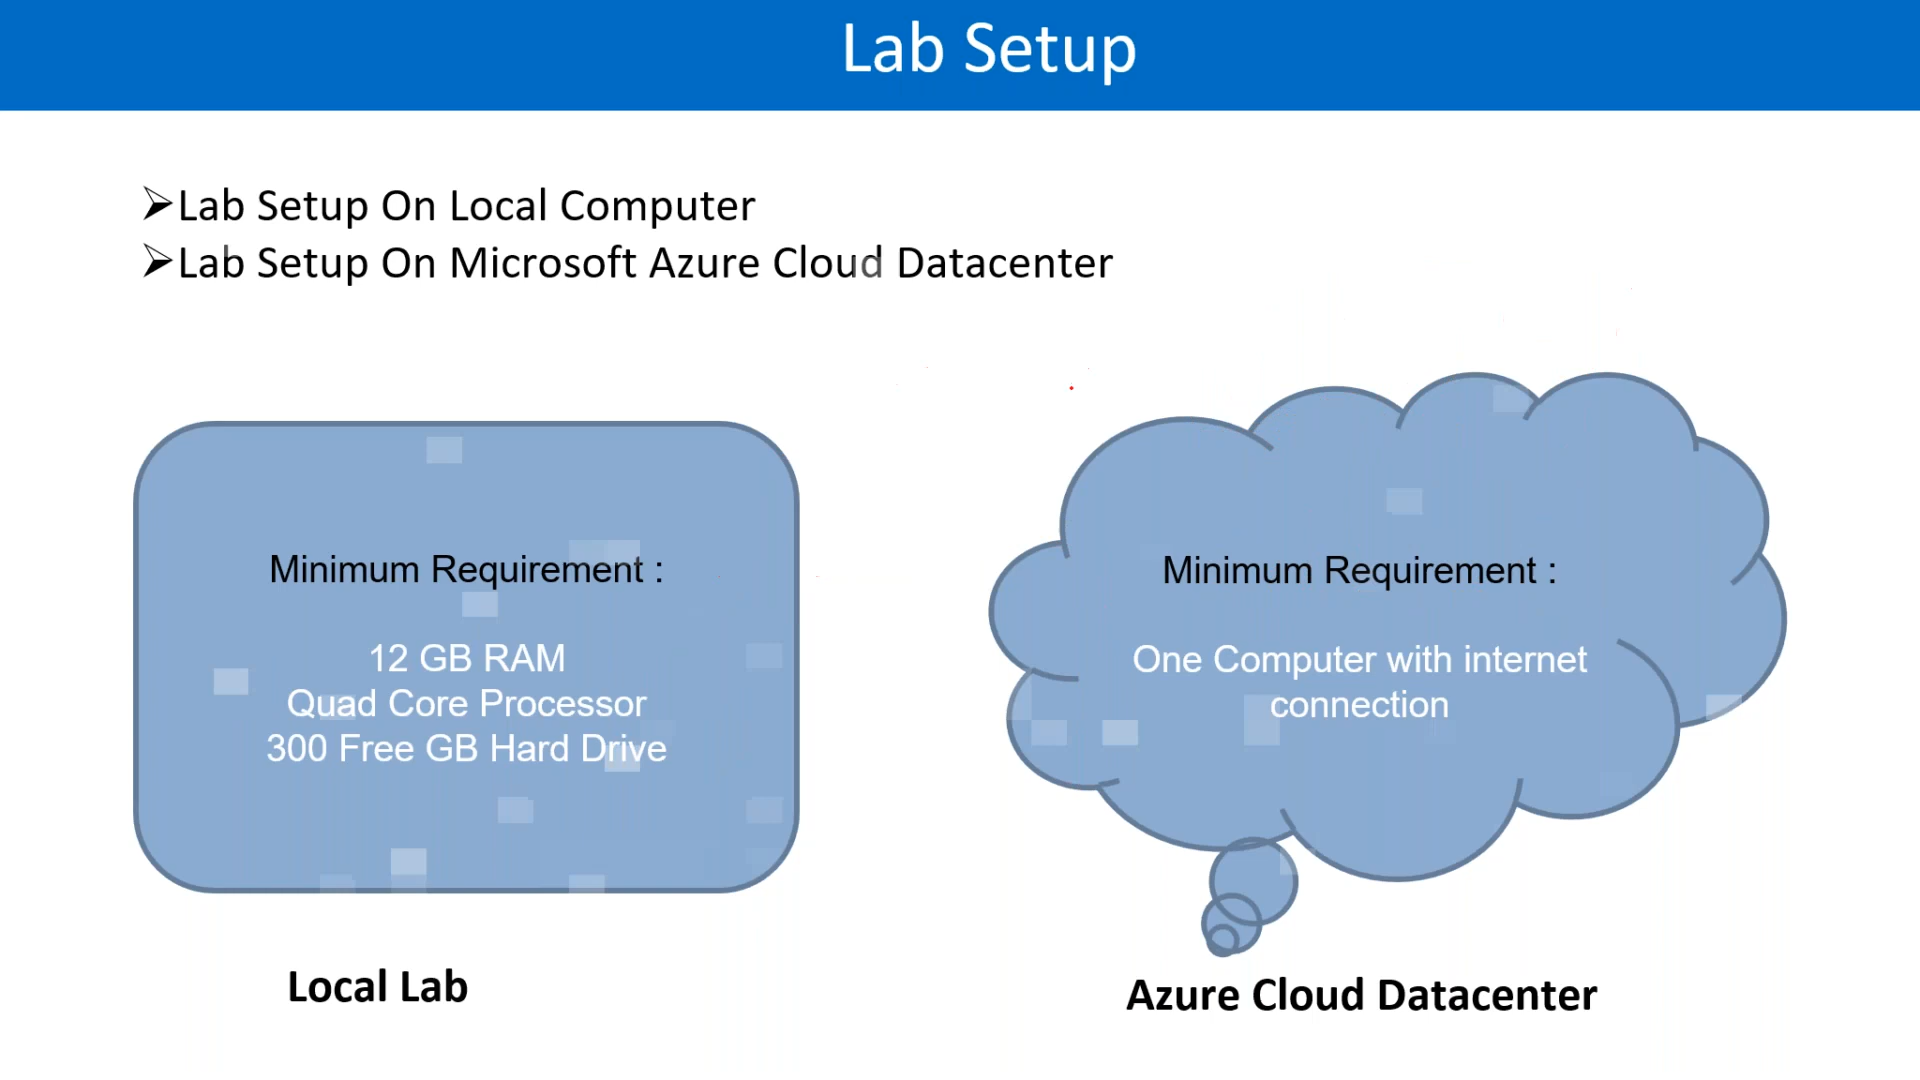 Lab Setup
➢Lab Setup On Local Computer
➢Lab Setup On Microsoft Azure Cloud Datacenter
Minimum Requirement :
12 GB RAM
Quad Core Processor
300 Free GB Hard Drive
Local Lab
Minimum Requirement :
One Computer with internet
connection
Azure Cloud Datacenter